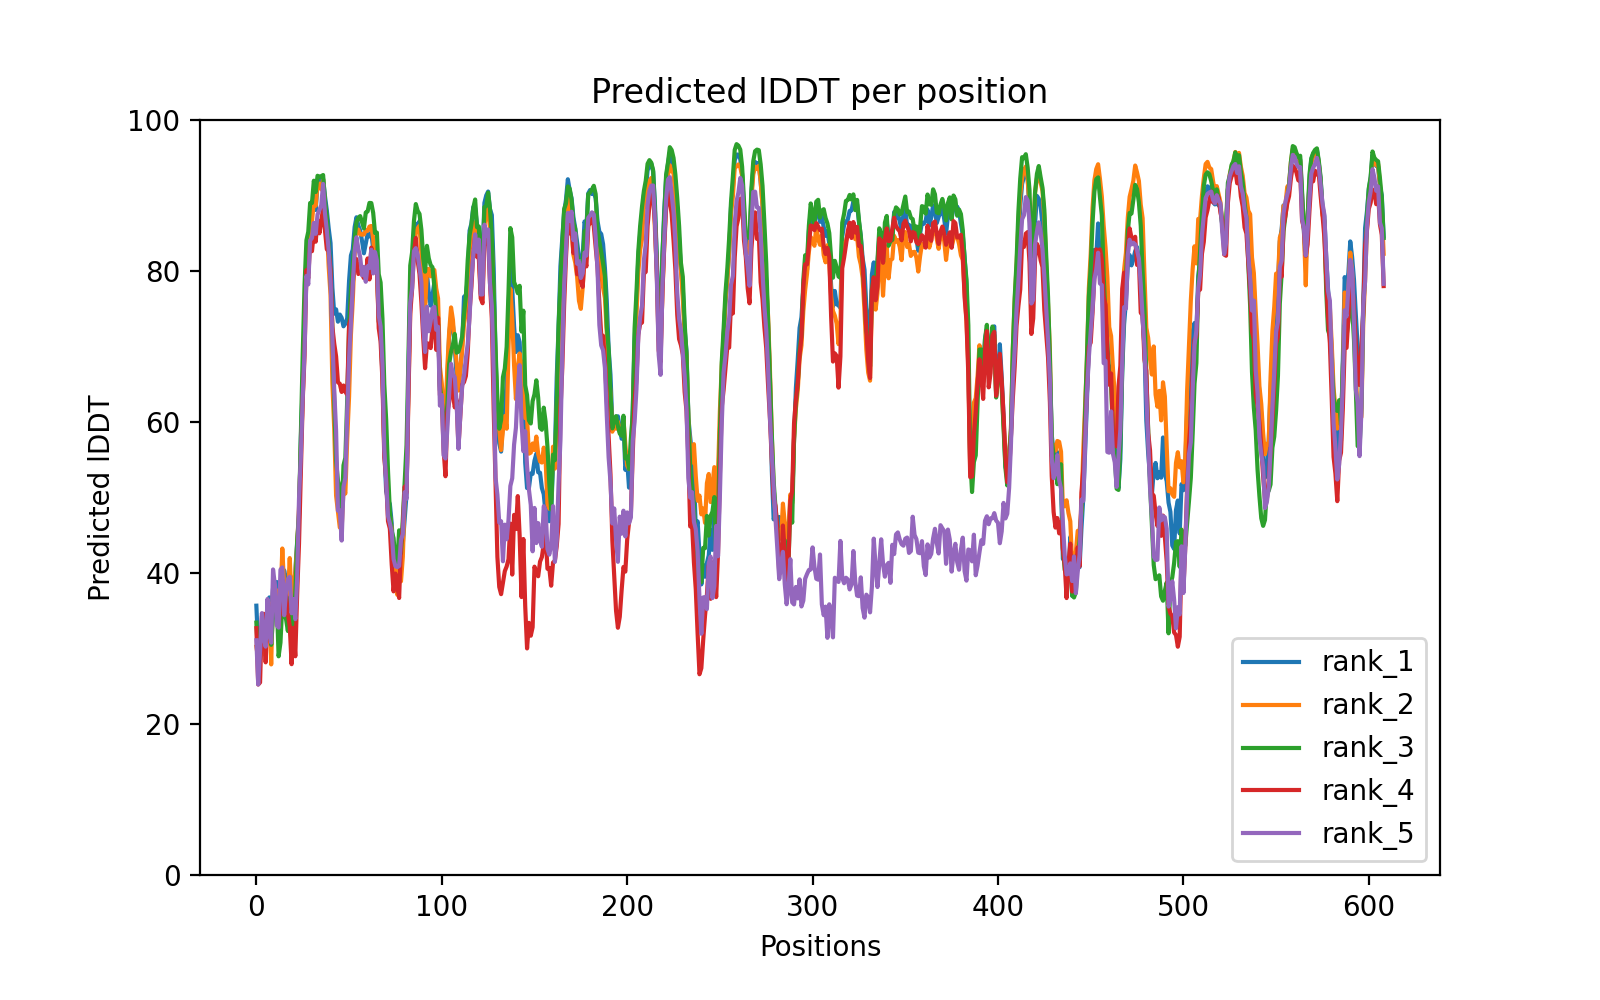 Predicted lDDT per position
Predicted lDDT
100
80
60
40
20
0
0 100 200 300 400 500 600
Positions
rank_1
rank_2
rank_3
rank_4
rank_5